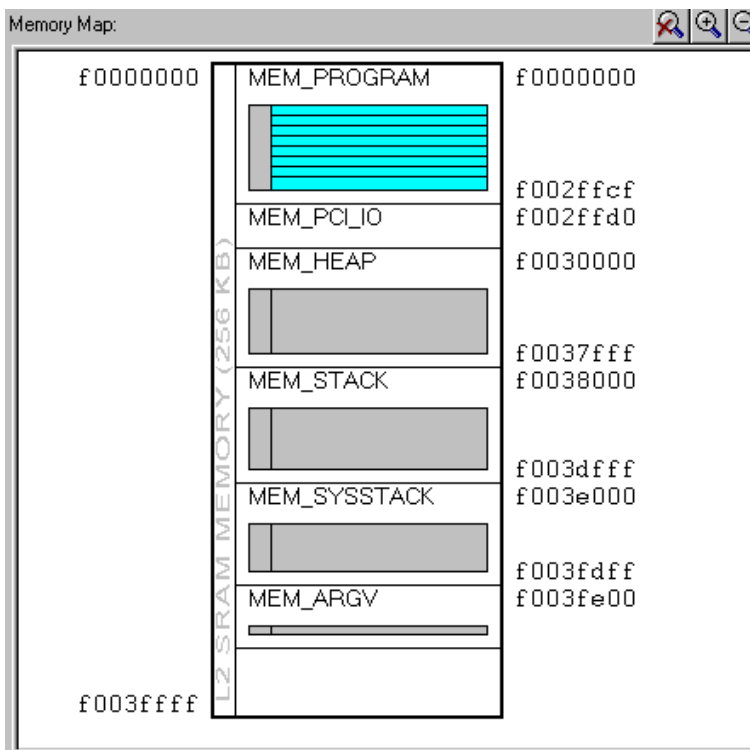 Memory Map:
f0000000 MEM_PROGRAM f0000000
f002ffcf
MEM_PCI_IO f002ffd0
MEM_HEAP f0030000
f0037fff
MEM_STACK f0038000
f003dfff
MEM_SYSSTACK f003e000
f003fdff
MEM_ARGV f003fe00
f003ffff
L2 SRAM MEMORY (256 KB)